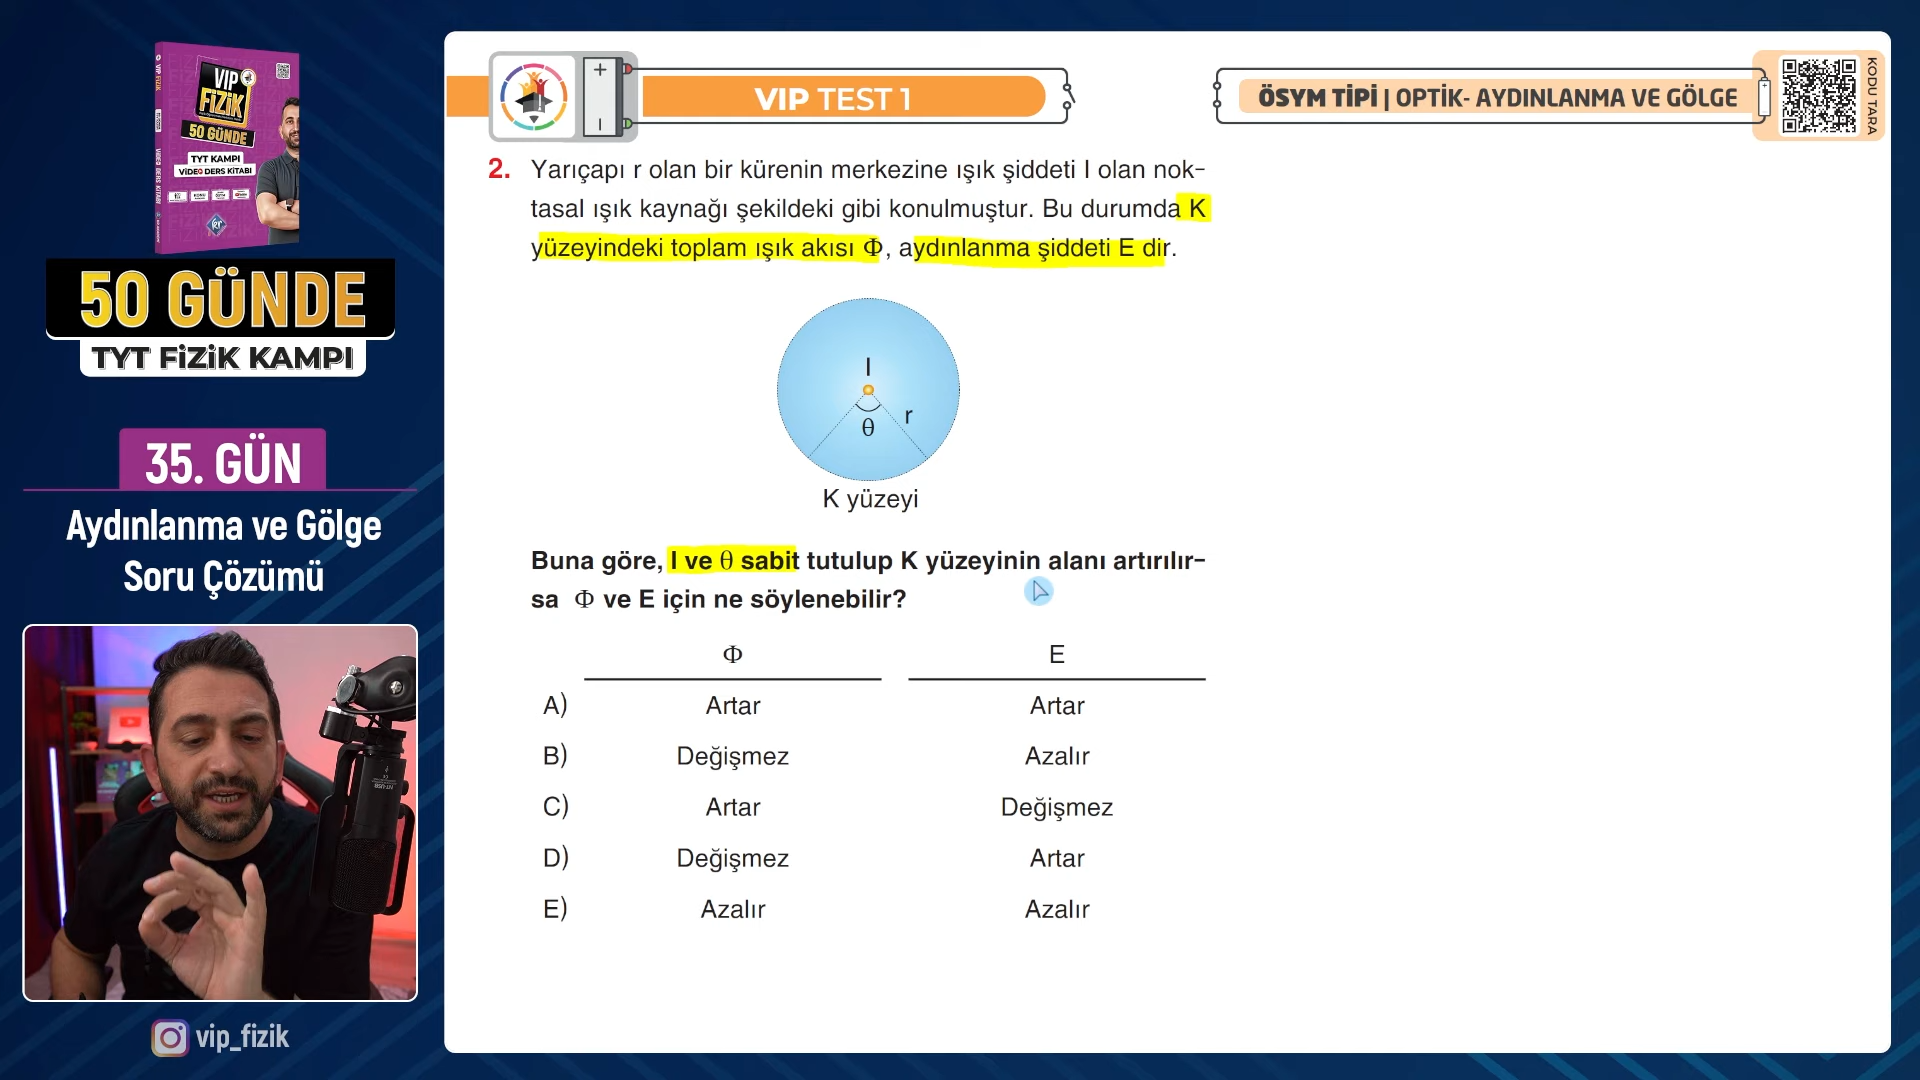 VIP
FİZİK
50 GÜNDE
TYT KAMPI
VİDEO DERS KİTABI
50 GÜNDE
TYT FİZİK KAMPI
35. GÜN
Aydınlanma ve Gölge
Soru Çözümü
vip_fizik
VIP TEST 1
ÖSYM TİPİ | OPTİK- AYDINLANMA VE GÖLGE
KODU TARA
2. Yarıçapı r olan bir kürenin merkezine ışık şiddeti I olan nok-
tasal ışık kaynağı şekildeki gibi konulmuştur. Bu durumda K
yüzeyindeki toplam ışık akısı Φ, aydınlanma şiddeti E dir.
I
θ
r
K yüzeyi
Buna göre, I ve θ sabit tutulup K yüzeyinin alanı artırılır-
sa Φ ve E için ne söylenebilir?
Φ E
A) Artar Artar
B) Değişmez Azalır
C) Artar Değişmez
D) Değişmez Artar
E) Azalır Azalır